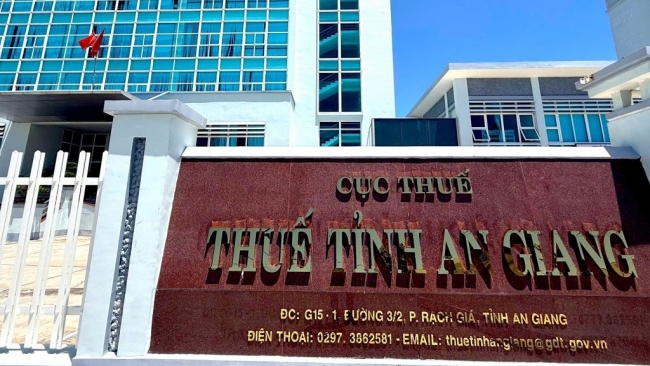 CỤC THUẾ
THUẾ TỈNH AN GIANG
ĐC: G15 - 1, ĐƯỜNG 3/2, P. RẠCH GIÁ, TỈNH AN GIANG
ĐIỆN THOẠI: 0297. 3862581 - EMAIL: thuetinhangiang@gdt.gov.vn